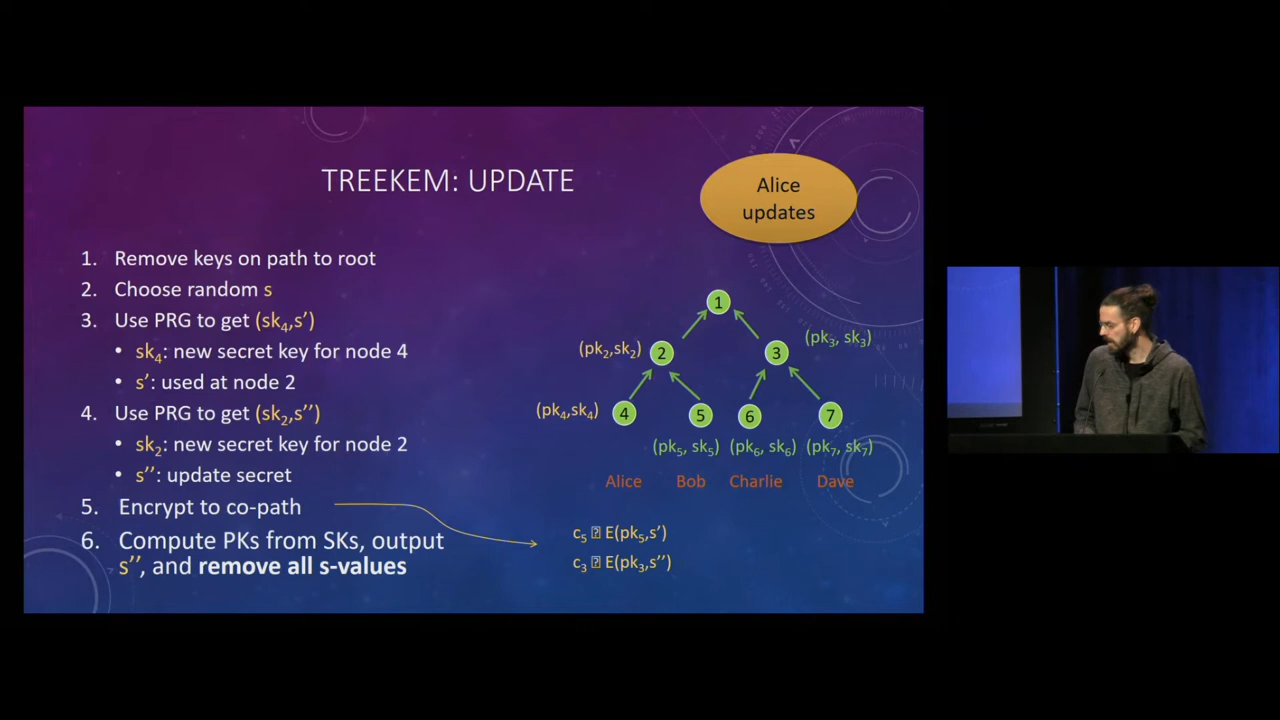 TREEKEM: UPDATE
Alice
updates
1. Remove keys on path to root
2. Choose random s
3. Use PRG to get (sk₄,s’)
• sk₄: new secret key for node 4
• s’: used at node 2
4. Use PRG to get (sk₂,s’’)
• sk₂: new secret key for node 2
• s’’: update secret
5. Encrypt to co-path
6. Compute PKs from SKs, output
s’’, and remove all s-values
1
(pk₃, sk₃)
(pk₂,sk₂) 2 3
(pk₄,sk₄) 4 5 6 7
(pk₅, sk₅) (pk₆, sk₆) (pk₇, sk₇)
Alice Bob Charlie Dave
c₅ ⍰ E(pk₅,s’)
c₃ ⍰ E(pk₃,s’’)